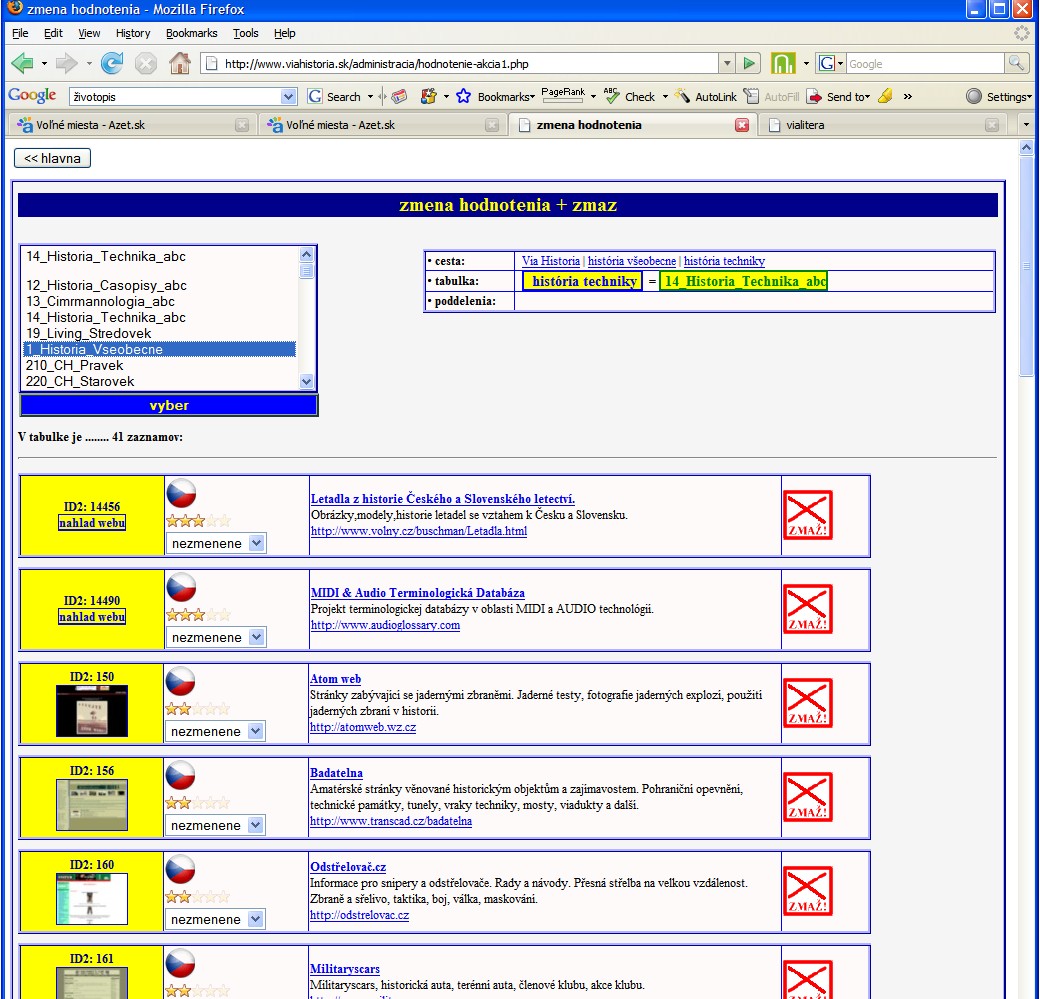 zmena hodnotenia - Mozilla Firefox
File Edit View History Bookmarks Tools Help
http://www.viahistoria.sk/administracia/hodnotenie-akcia1.php
G Google
Google životopis G Search Bookmarks PageRank ABC Check AutoLink AutoFill Send to » Settings
Voľné miesta - Azet.sk Voľné miesta - Azet.sk zmena hodnotenia vialitera
<< hlavna
zmena hodnotenia + zmaz
14_Historia_Technika_abc
12_Historia_Casopisy_abc
13_Cimrmannologia_abc
14_Historia_Technika_abc
19_Living_Stredovek
1_Historia_Vseobecne
210_CH_Pravek
220_CH_Starovek
vyber
• cesta: Via Historia | história všeobecne | história techniky
• tabulka: história techniky = 14_Historia_Technika_abc
• poddelenia:
V tabulke je ........ 41 zaznamov:
ID2: 14456
nahlad webu
nezmenene
Letadla z historie Českého a Slovenského letectví.
Obrázky,modely,historie letadel se vztahem k Česku a Slovensku.
http://www.volny.cz/buschman/Letadla.html
ZMAŽ!
ID2: 14490
nahlad webu
nezmenene
MIDI & Audio Terminologická Databáza
Projekt terminologickej databázy v oblasti MIDI a AUDIO technológii.
http://www.audioglossary.com
ZMAŽ!
ID2: 150
nezmenene
Atom web
Stránky zabývajici se jadernými zbraněmi. Jaderné testy, fotografie jaderných explozi, použiti
jaderných zbrani v historii.
http://atomweb.wz.cz
ZMAŽ!
ID2: 156
nezmenene
Badatelna
Amatérské stránky věnované historickým objektům a zajimavostem. Pohraniční opevnění,
technické památky, tunely, vraky techniky, mosty, viadukty a další.
http://www.transcad.cz/badatelna
ZMAŽ!
ID2: 160
nezmenene
Odstřelovač.cz
Informace pro snipery a odstřelovače. Rady a návody. Přesná střelba na velkou vzdálenost.
Zbraně a střelivo, taktika, boj, válka, maskování.
http://odstrelovac.cz
ZMAŽ!
ID2: 161
Militaryscars
Militaryscars, historická auta, terénni auta, členové klubu, akce klubu.
ZMAŽ!